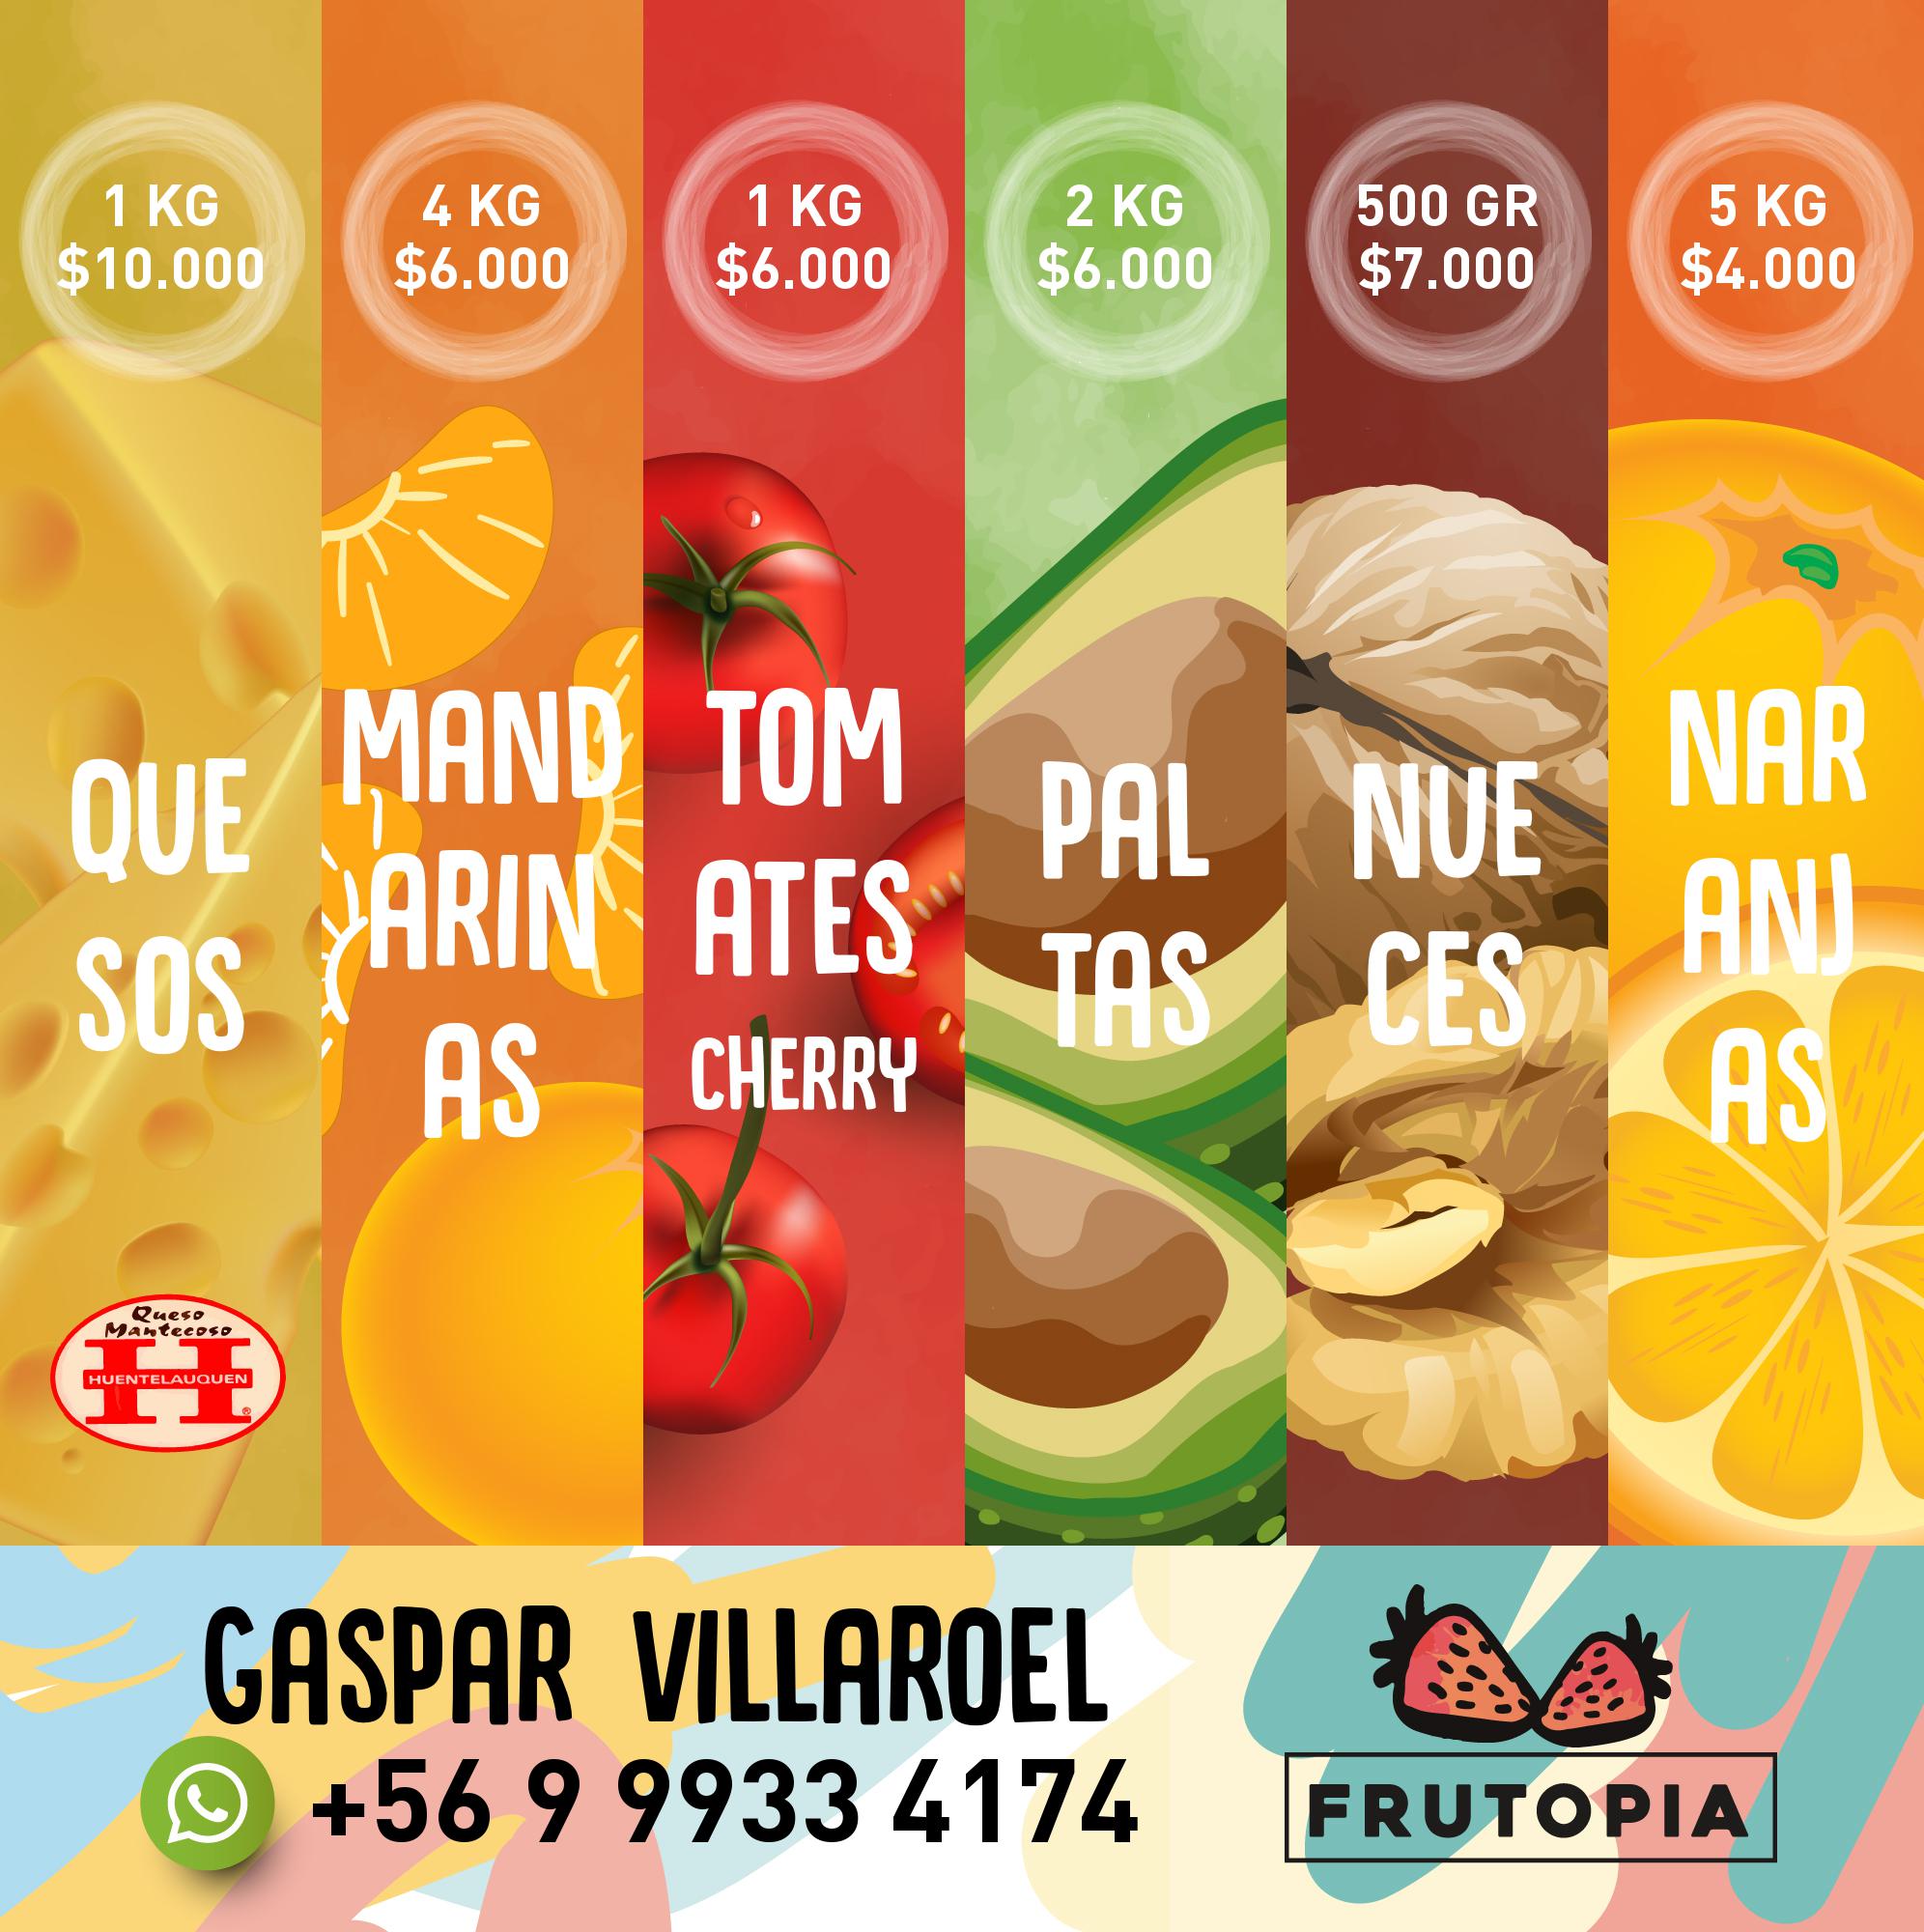 1 KG
$10.000
QUE
SOS
Queso
Mantecoso
H
HUENTELAUQUEN
®
4 KG
$6.000
MAND
ARIN
AS
1 KG
$6.000
TOM
ATES
CHERRY
2 KG
$6.000
PAL
TAS
500 GR
$7.000
NUE
CES
5 KG
$4.000
NAR
ANJ
AS
GASPAR VILLAROEL
+56 9 9933 4174
FRUTOPIA